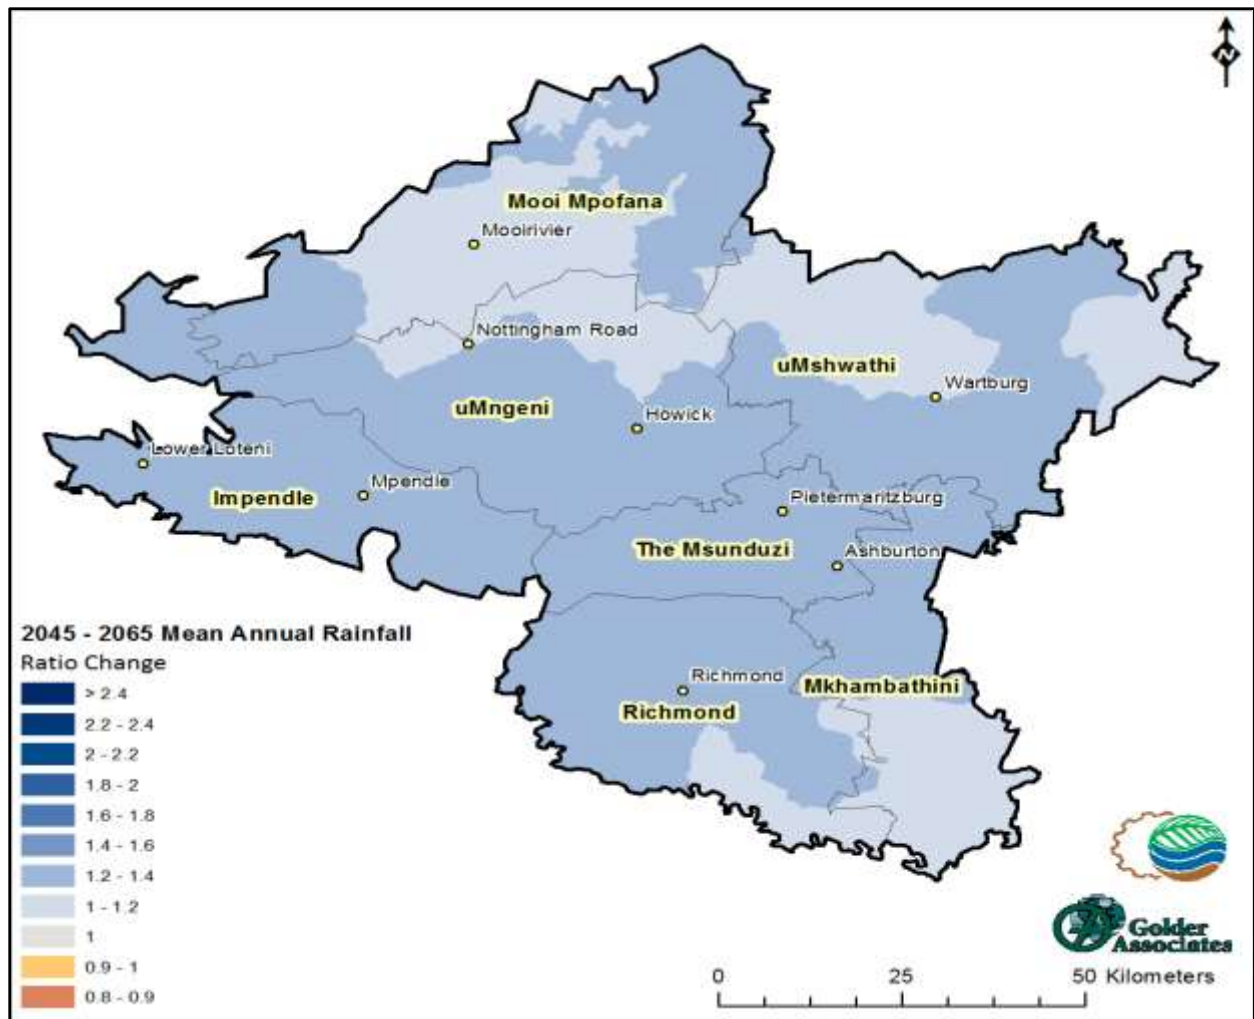 N
Mooi Mpofana
Mooirivier
Nottingham Road
uMshwathi
Wartburg
uMngeni
Howick
Lower Loteni
Mpendle
Impendle
Pietermaritzburg
The Msunduzi
Ashburton
2045 - 2065 Mean Annual Rainfall
Ratio Change
> 2.4
2.2 - 2.4
2 - 2.2
1.8 - 2
1.6 - 1.8
1.4 - 1.6
1.2 - 1.4
1 - 1.2
1
0.9 - 1
0.8 - 0.9
Richmond
Mkhambathini
Richmond
Golder
Associates
0 25 50 Kilometers